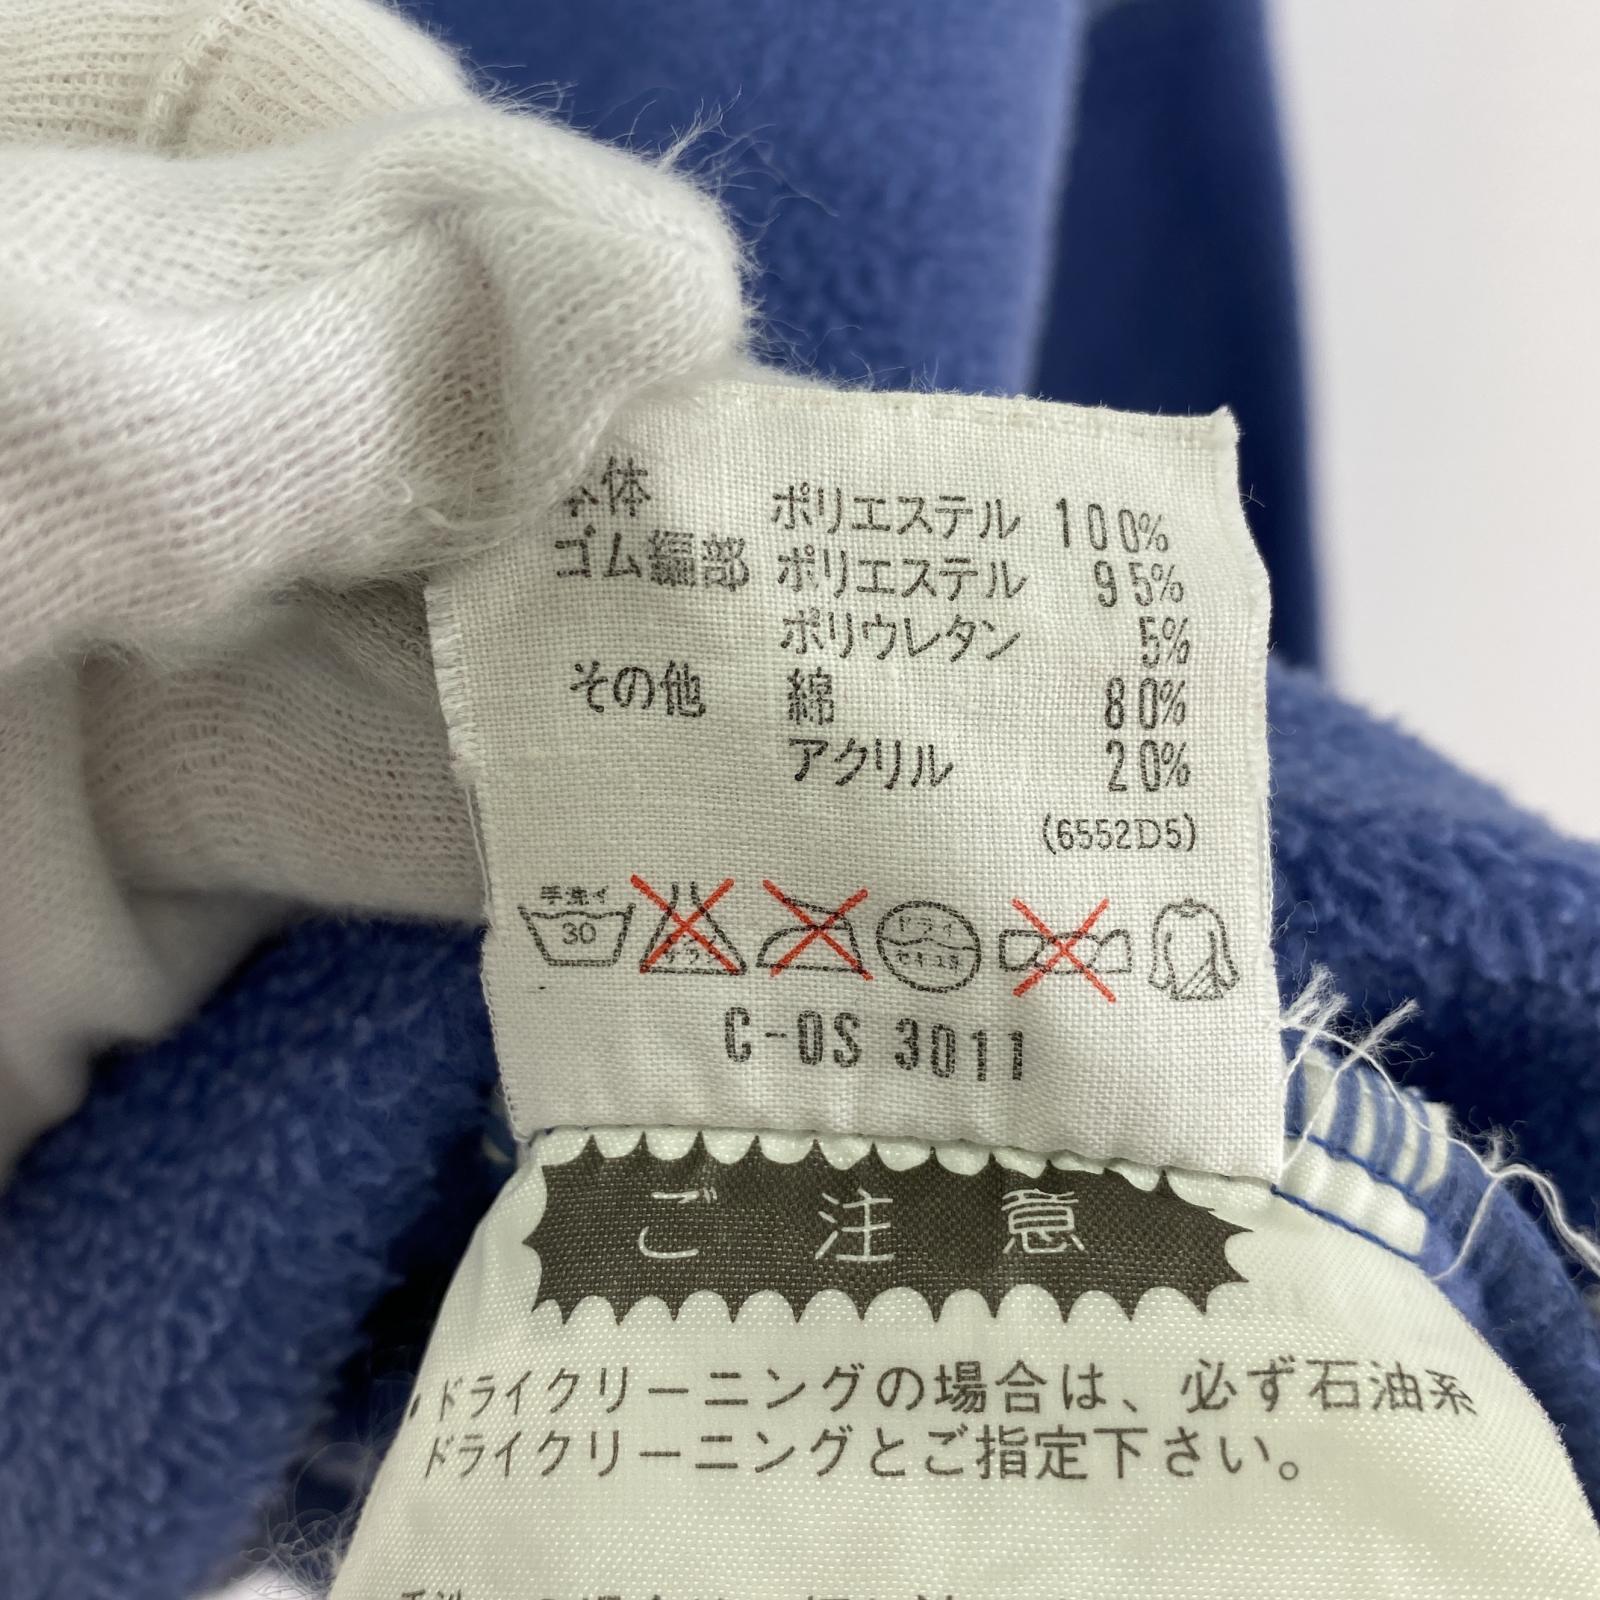 本体 ポリエステル 100%
ゴム編部 ポリエステル 95%
ポリウレタン 5%
その他 綿 80%
アクリル 20%
(6552D5)
手洗イ
30
ドライ
セキユ系
C-OS 3011
ご注意
・ドライクリーニングの場合は、必ず石油系
ドライクリーニングとご指定下さい。